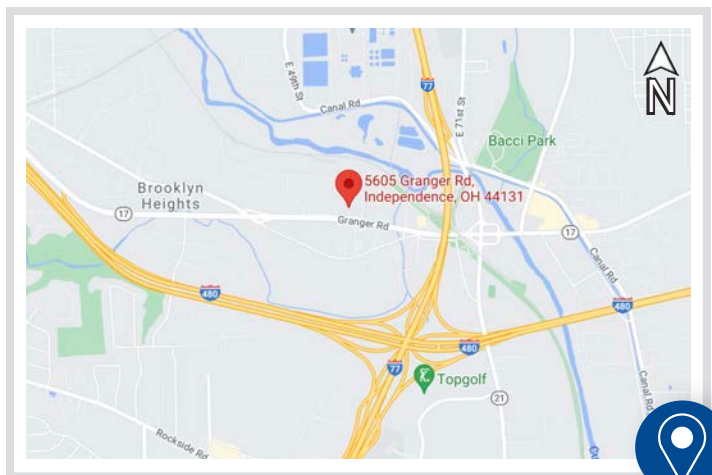 77
E 49th St
Canal Rd
E 71st St
N
Bacci Park
5605 Granger Rd,
Independence, OH 44131
Brooklyn
Heights
17
Granger Rd
17
Canal Rd
480
480
480
77
Topgolf
21
Canal Rd
Rockside Rd